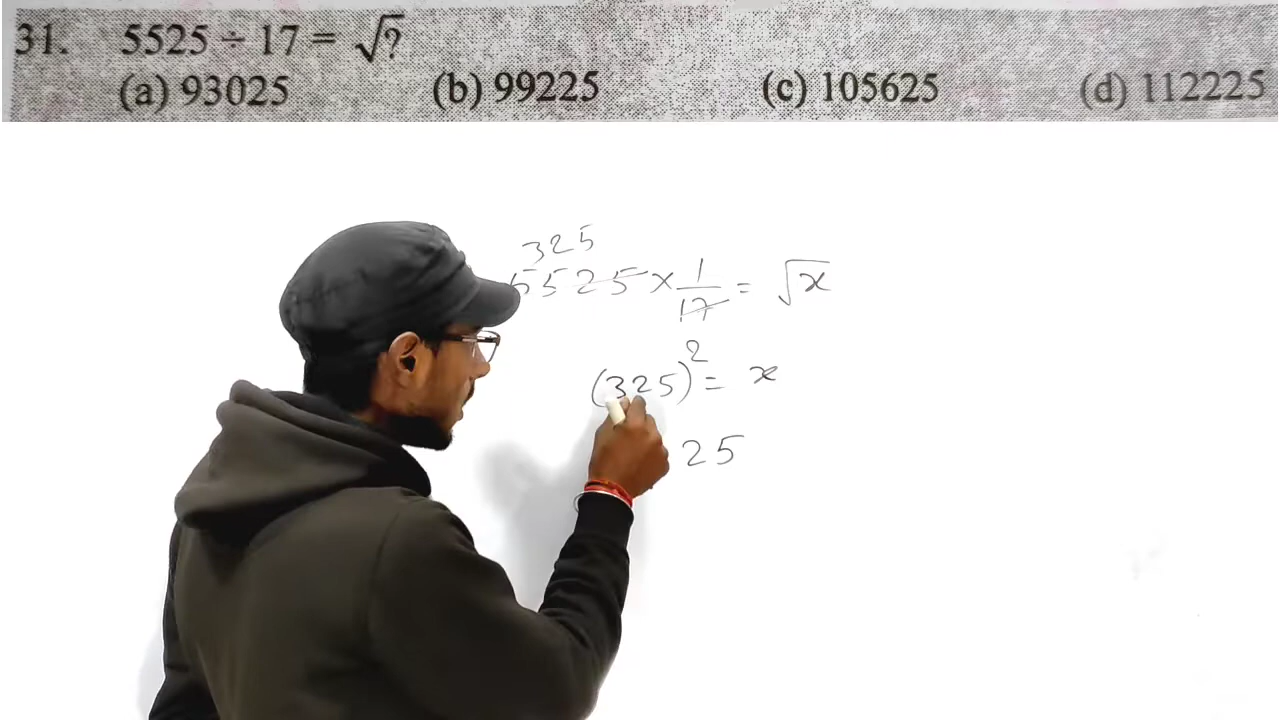 31. 5525 ÷ 17 = √?
(a) 93025 (b) 99225 (c) 105625 (d) 112225
325
5525 × 1/17 = √x
(325)² = x
25